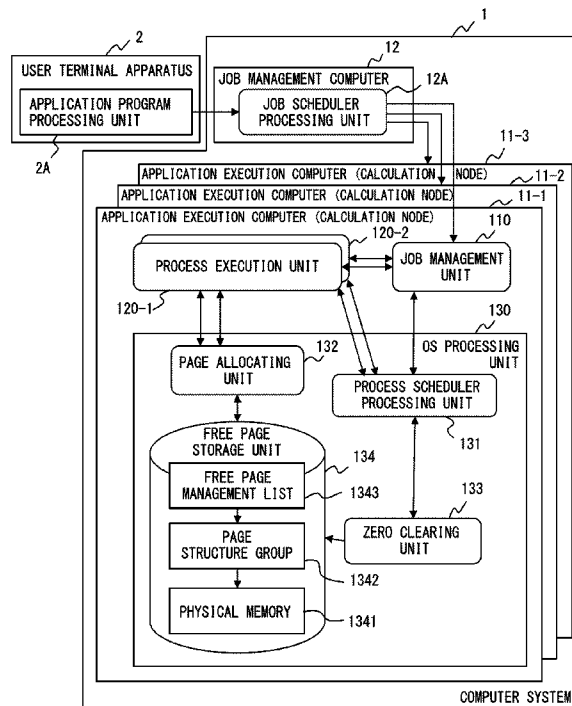 1
2
USER TERMINAL APPARATUS
APPLICATION PROGRAM
PROCESSING UNIT
2A
12
JOB MANAGEMENT COMPUTER
12A
JOB SCHEDULER
PROCESSING UNIT
11-3
APPLICATION EXECUTION COMPUTER (CALCULATION NODE)
11-2
APPLICATION EXECUTION COMPUTER (CALCULATION NODE)
11-1
APPLICATION EXECUTION COMPUTER (CALCULATION NODE)
120-2
110
PROCESS EXECUTION UNIT
JOB MANAGEMENT
UNIT
120-1
130
132
OS PROCESSING
UNIT
PAGE ALLOCATING
UNIT
PROCESS SCHEDULER
PROCESSING UNIT
131
FREE PAGE
STORAGE UNIT
134
FREE PAGE
MANAGEMENT LIST
1343
133
ZERO CLEARING
UNIT
PAGE
STRUCTURE GROUP
1342
PHYSICAL MEMORY
1341
COMPUTER SYSTEM